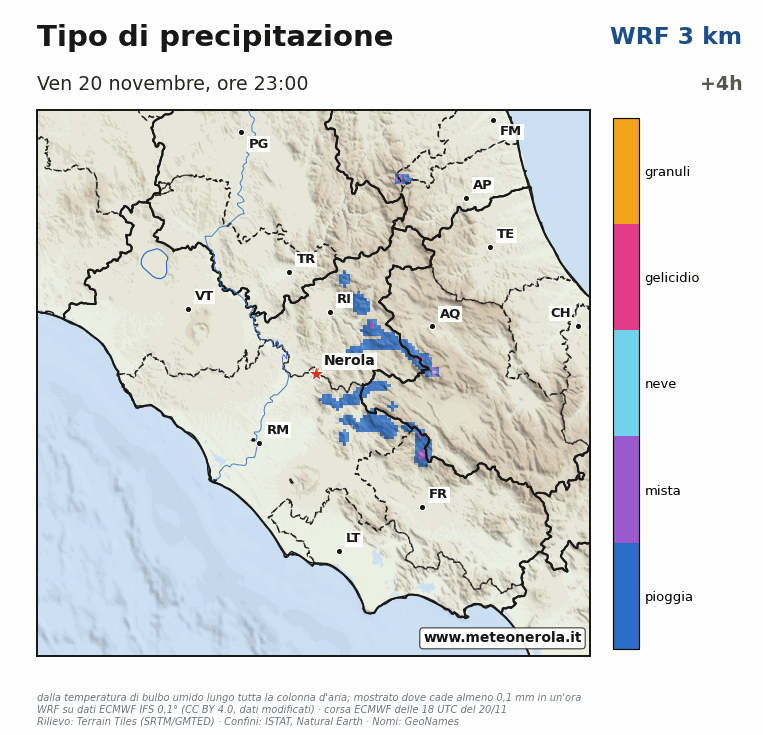 Tipo di precipitazione
WRF 3 km
Ven 20 novembre, ore 23:00
+4h
FM
PG
AP
TE
TR
VT
RI
AQ
CH
Nerola
RM
FR
LT
www.meteonerola.it
granuli
gelicidio
neve
mista
pioggia
dalla temperatura di bulbo umido lungo tutta la colonna d'aria; mostrato dove cade almeno 0,1 mm in un'ora
WRF su dati ECMWF IFS 0,1° (CC BY 4.0, dati modificati) · corsa ECMWF delle 18 UTC del 20/11
Rilievo: Terrain Tiles (SRTM/GMTED) · Confini: ISTAT, Natural Earth · Nomi: GeoNames